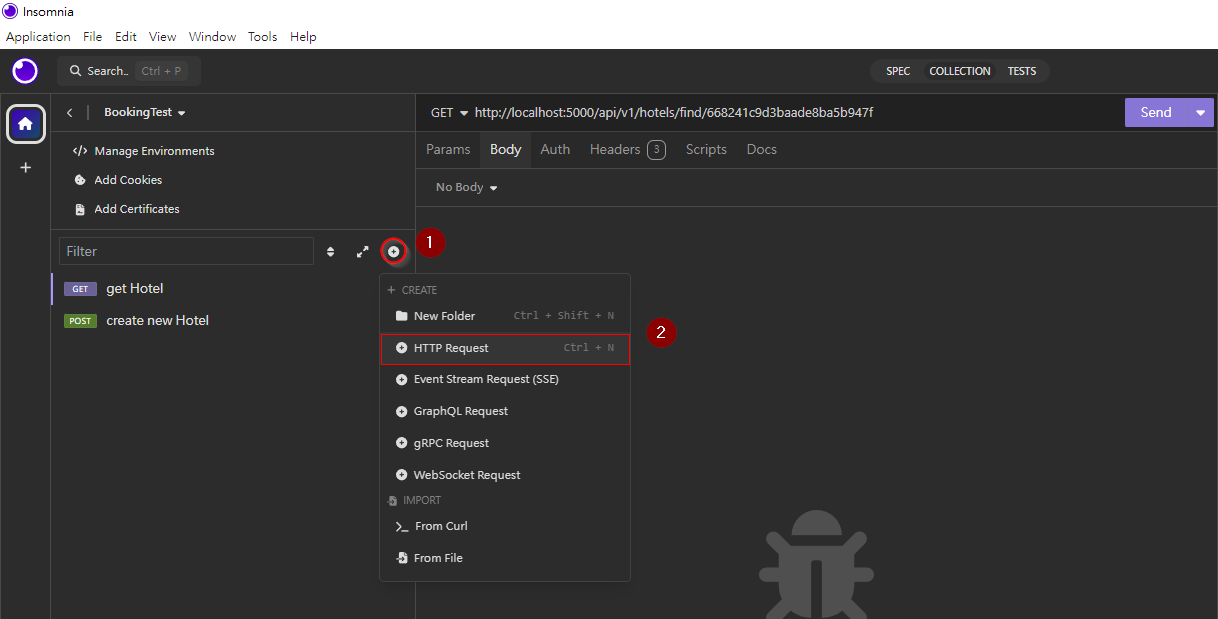 Insomnia
Application File Edit View Window Tools Help
Search.. Ctrl + P
SPEC COLLECTION TESTS
BookingTest
GET http://localhost:5000/api/v1/hotels/find/668241c9d3baade8ba5b947f
Send
Manage Environments
Add Cookies
Add Certificates
Params Body Auth Headers 3 Scripts Docs
No Body
Filter
1
GET get Hotel
POST create new Hotel
+ CREATE
New Folder Ctrl + Shift + N
HTTP Request Ctrl + N
2
Event Stream Request (SSE)
GraphQL Request
gRPC Request
WebSocket Request
IMPORT
From Curl
From File